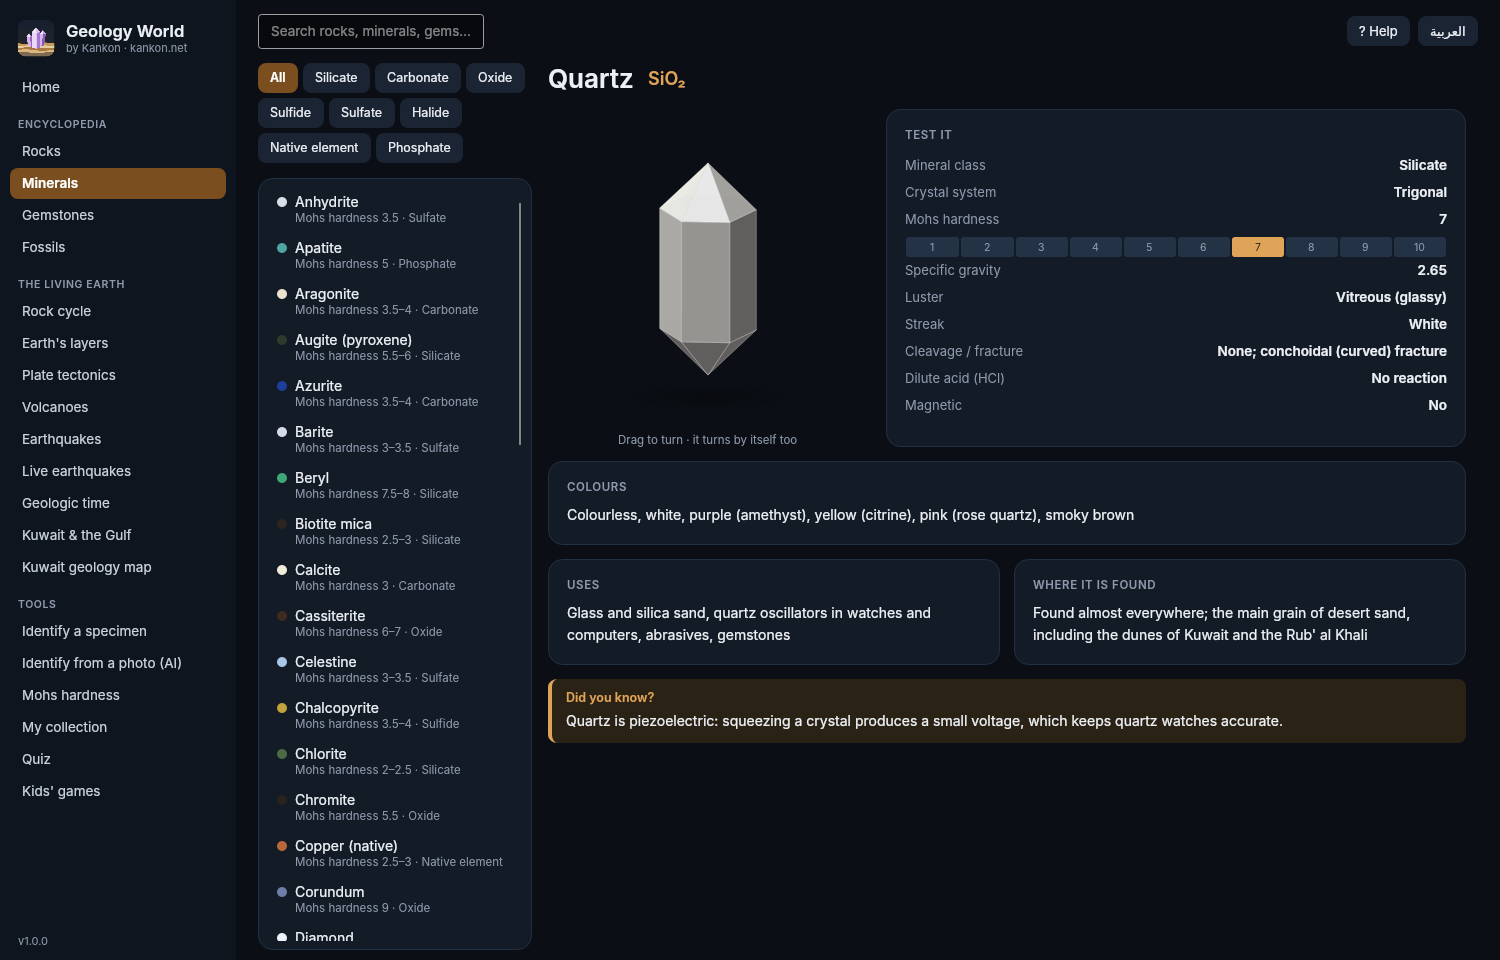 Geology World
by Kankon · kankon.net
Home
ENCYCLOPEDIA
Rocks
Minerals
Gemstones
Fossils
THE LIVING EARTH
Rock cycle
Earth's layers
Plate tectonics
Volcanoes
Earthquakes
Live earthquakes
Geologic time
Kuwait & the Gulf
Kuwait geology map
TOOLS
Identify a specimen
Identify from a photo (AI)
Mohs hardness
My collection
Quiz
Kids' games
v1.0.0
Search rocks, minerals, gems...
? Help
العربية
All
Silicate
Carbonate
Oxide
Sulfide
Sulfate
Halide
Native element
Phosphate
Anhydrite
Mohs hardness 3.5 · Sulfate
Apatite
Mohs hardness 5 · Phosphate
Aragonite
Mohs hardness 3.5–4 · Carbonate
Augite (pyroxene)
Mohs hardness 5.5–6 · Silicate
Azurite
Mohs hardness 3.5–4 · Carbonate
Barite
Mohs hardness 3–3.5 · Sulfate
Beryl
Mohs hardness 7.5–8 · Silicate
Biotite mica
Mohs hardness 2.5–3 · Silicate
Calcite
Mohs hardness 3 · Carbonate
Cassiterite
Mohs hardness 6–7 · Oxide
Celestine
Mohs hardness 3–3.5 · Sulfate
Chalcopyrite
Mohs hardness 3.5–4 · Sulfide
Chlorite
Mohs hardness 2–2.5 · Silicate
Chromite
Mohs hardness 5.5 · Oxide
Copper (native)
Mohs hardness 2.5–3 · Native element
Corundum
Mohs hardness 9 · Oxide
Diamond
Quartz SiO₂
Drag to turn · it turns by itself too
TEST IT
Mineral class Silicate
Crystal system Trigonal
Mohs hardness 7
1 2 3 4 5 6 7 8 9 10
Specific gravity 2.65
Luster Vitreous (glassy)
Streak White
Cleavage / fracture None; conchoidal (curved) fracture
Dilute acid (HCl) No reaction
Magnetic No
COLOURS
Colourless, white, purple (amethyst), yellow (citrine), pink (rose quartz), smoky brown
USES
Glass and silica sand, quartz oscillators in watches and
computers, abrasives, gemstones
WHERE IT IS FOUND
Found almost everywhere; the main grain of desert sand,
including the dunes of Kuwait and the Rub' al Khali
Did you know?
Quartz is piezoelectric: squeezing a crystal produces a small voltage, which keeps quartz watches accurate.